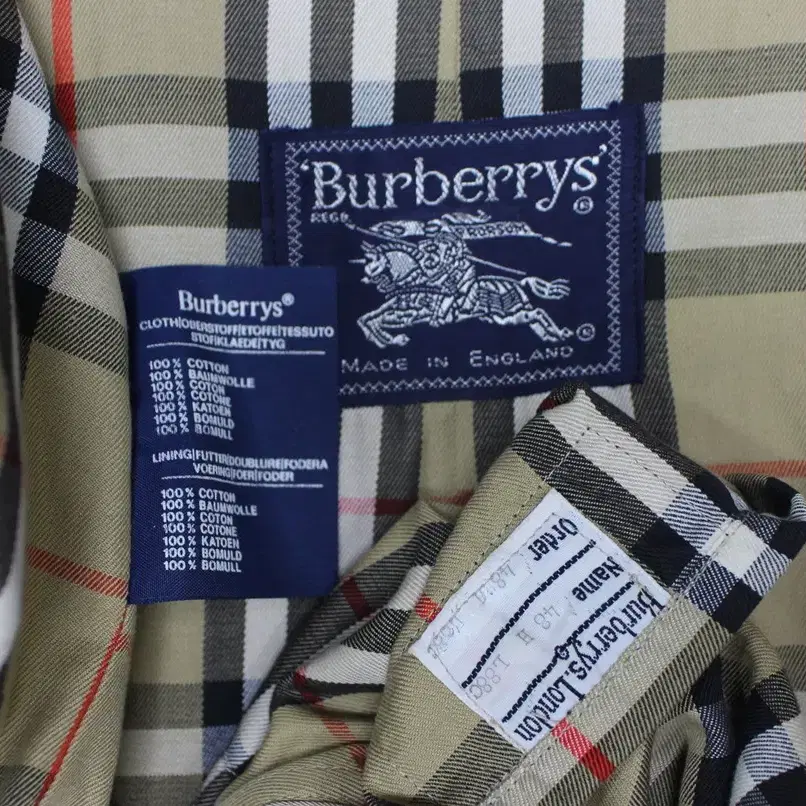 'Burberrys'
©
REGD.
PRORSUM
©
MADE IN ENGLAND
Burberrys®
CLOTH|OBERSTOFF|ETOFFE|TESSUTO
STOF|KLAEDE|TYG
100% COTTON
100% BAUMWOLLE
100% COTON
100% COTONE
100% KATOEN
100% BOMULD
100% BOMULL
LINING|FUTTER|DOUBLURE|FODERA
VOERING|FOER|FODER
100% COTTON
100% BAUMWOLLE
100% COTON
100% COTONE
100% KATOEN
100% BOMULD
100% BOMULL
Burberrys.London
Name
Order
48 H